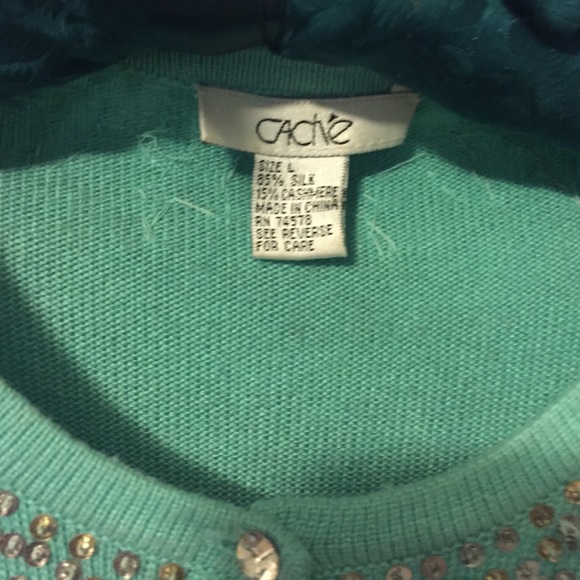 CACHÉ
SIZE L
85% SILK
15% CASHMERE
MADE IN CHINA
RN 74578
SEE REVERSE
FOR CARE